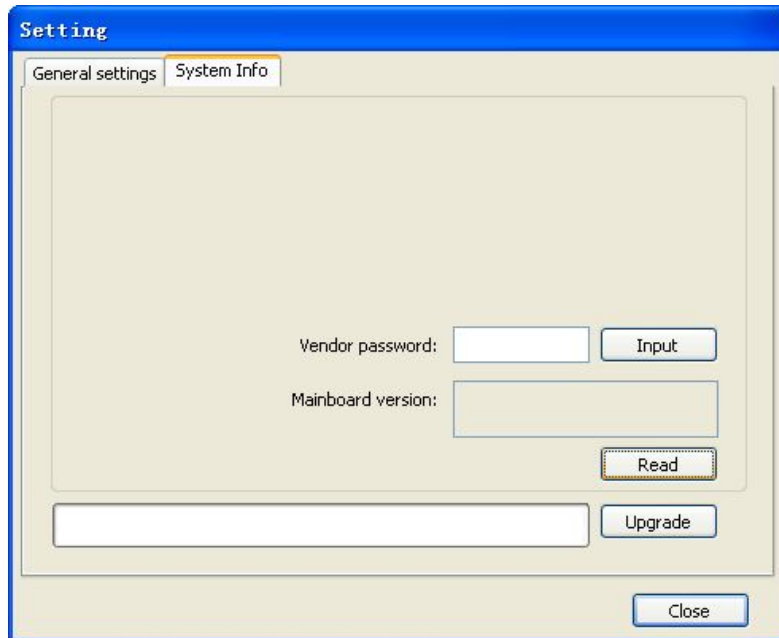 Setting
General settings System Info
Vendor password: Input
Mainboard version:
Read
Upgrade
Close